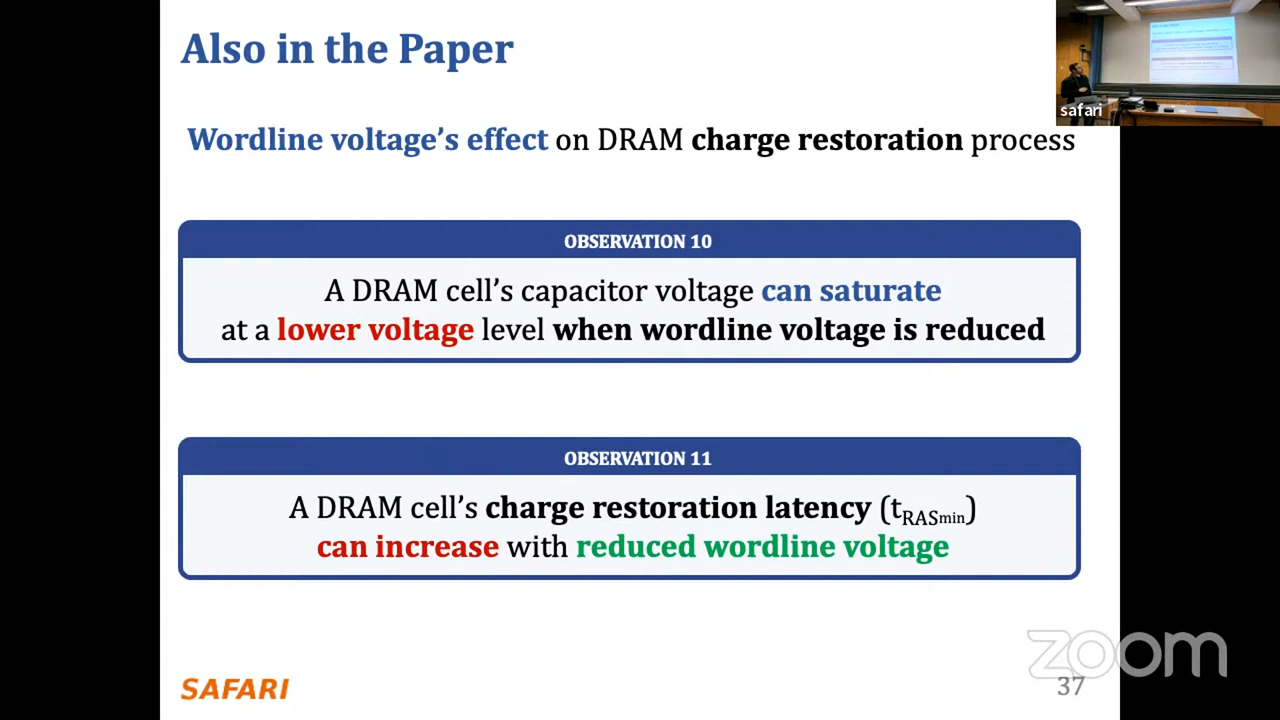 Also in the Paper
safari
Wordline voltage's effect on DRAM charge restoration process
OBSERVATION 10
A DRAM cell's capacitor voltage can saturate
at a lower voltage level when wordline voltage is reduced
OBSERVATION 11
A DRAM cell's charge restoration latency (tRASmin)
can increase with reduced wordline voltage
SAFARI
zoom
37